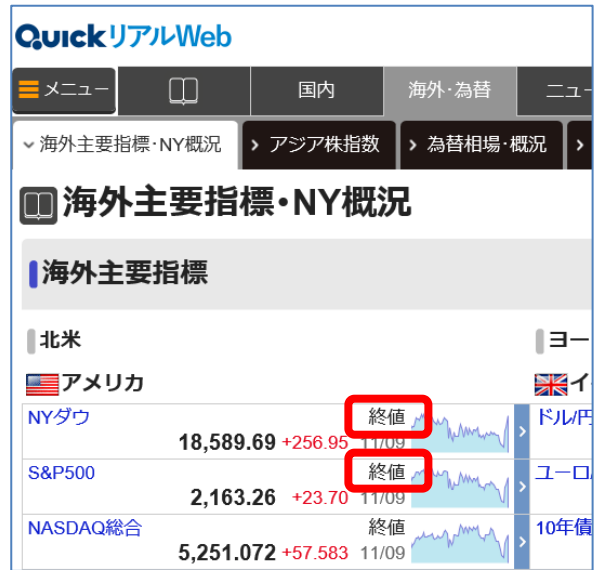 QuickリアルWeb
メニュー 国内 海外・為替 ニュー
海外主要指標・NY概況 アジア株指数 為替相場・概況
海外主要指標・NY概況
海外主要指標
北米 ヨー
アメリカ イ
NYダウ 終値 ドル/円
18,589.69 +256.95 11/09
S&P500 終値 ユーロ/
2,163.26 +23.70 11/09
NASDAQ総合 終値 10年債
5,251.072 +57.583 11/09